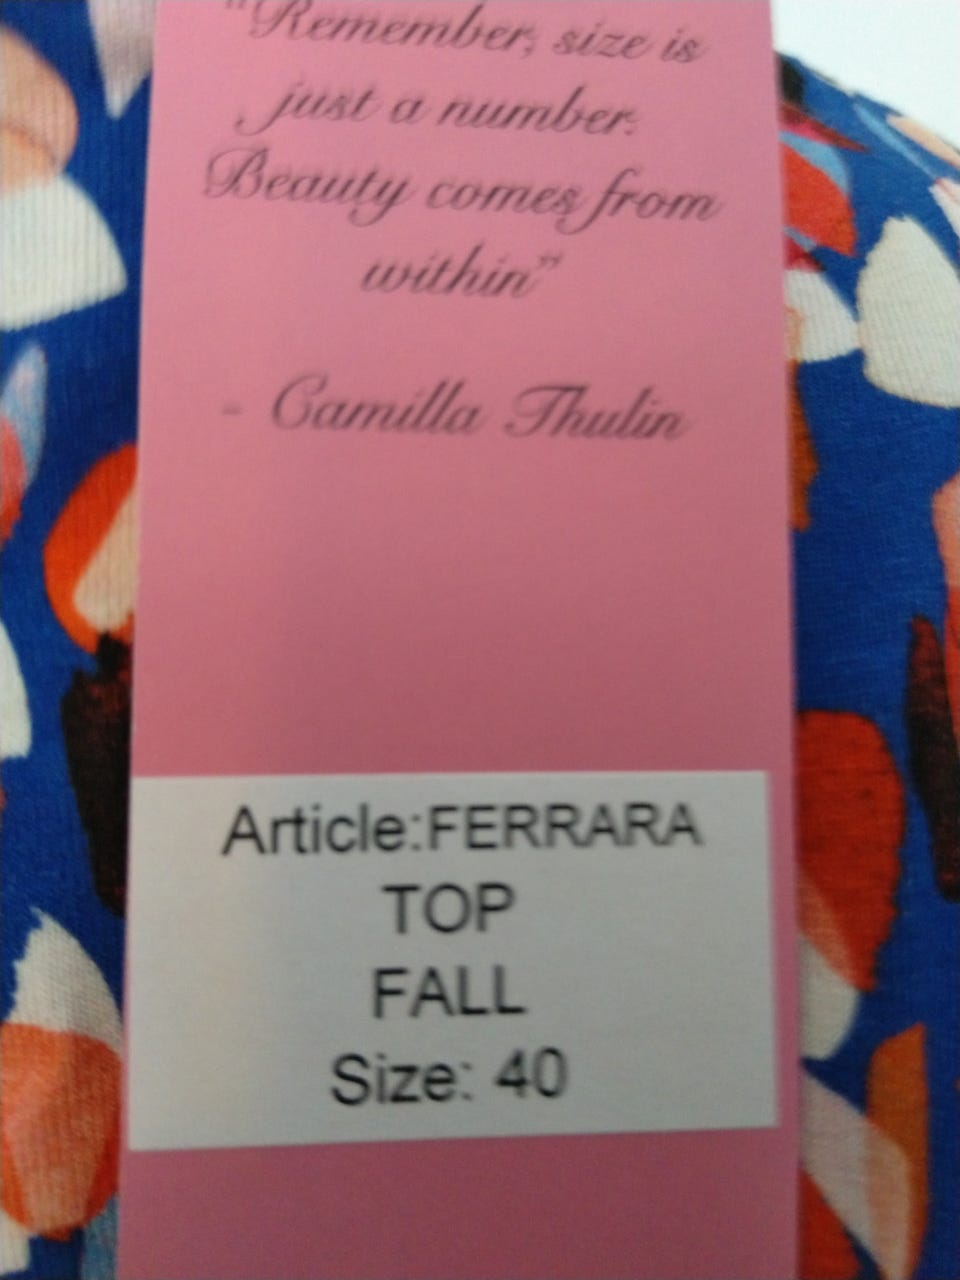 "Remember, size is
just a number.
Beauty comes from
within"
- Camilla Thulin
Article:FERRARA
TOP
FALL
Size: 40